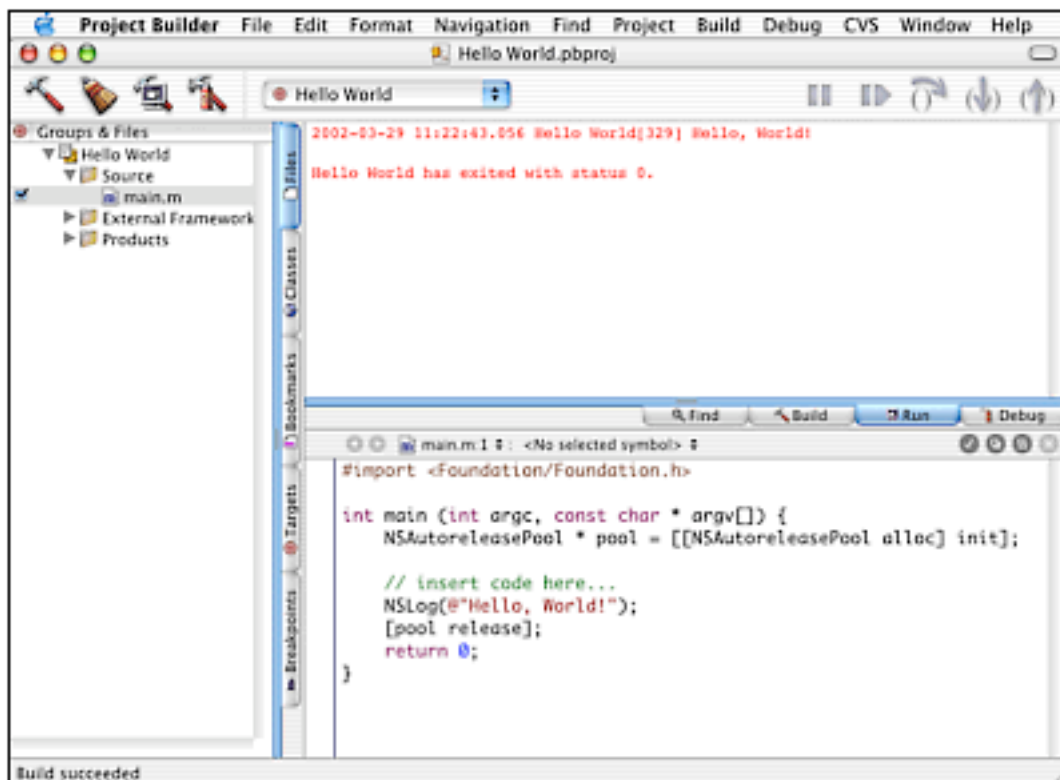 Project Builder File Edit Format Navigation Find Project Build Debug CVS Window Help
Hello World.pbproj
Hello World
Groups & Files
Hello World
Source
main.m
External Framework
Products
Files
Classes
Bookmarks
Targets
Breakpoints
2002-03-29 11:22:43.056 Hello World[329] Hello, World!
Hello World has exited with status 0.
Find Build Run Debug
main.m:1 : <No selected symbol>
#import <Foundation/Foundation.h>
int main (int argc, const char * argv[]) {
NSAutoreleasePool * pool = [[NSAutoreleasePool alloc] init];
// insert code here...
NSLog(@"Hello, World!");
[pool release];
return 0;
}
Build succeeded